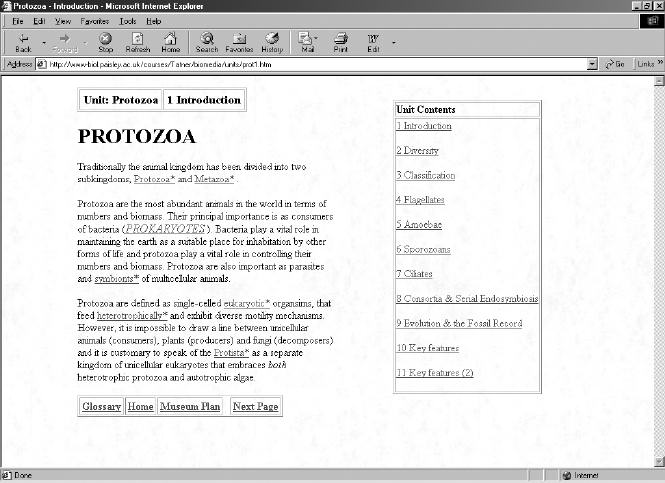 Protozoa - Introduction - Microsoft Internet Explorer
File Edit View Favorites Tools Help
Back Forward Stop Refresh Home Search Favorites History Mail Print Edit
Address http://www-biol.paisley.ac.uk/courses/Tatner/biomedia/units/prot1.htm Go Links »
Unit: Protozoa 1 Introduction
PROTOZOA
Traditionally the animal kingdom has been divided into two
subkingdoms, Protozoa* and Metazoa* .
Protozoa are the most abundant animals in the world in terms of
numbers and biomass. Their principal importance is as consumers
of bacteria (PROKARYOTES ). Bacteria play a vital role in
maintaining the earth as a suitable place for inhabitation by other
forms of life and protozoa play a vital role in controlling their
numbers and biomass. Protozoa are also important as parasites
and symbionts* of multicellular animals.
Protozoa are defined as single-celled eukaryotic* organsims, that
feed heterotrophically* and exhibit diverse motility mechanisms.
However, it is impossible to draw a line between unicellular
animals (consumers), plants (producers) and fungi (decomposers)
and it is customary to speak of the Protista* as a separate
kingdom of unicellular eukaryotes that embraces both
heterotrophic protozoa and autotrophic algae.
Glossary Home Museum Plan Next Page
Unit Contents
1 Introduction
2 Diversity
3 Classification
4 Flagellates
5 Amoebae
6 Sporozoans
7 Ciliates
8 Consortia & Serial Endosymbiosis
9 Evolution & the Fossil Record
10 Key features
11 Key features (2)
Done Internet